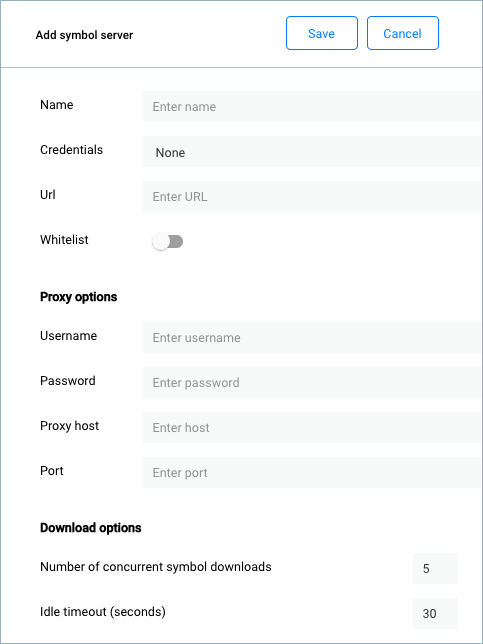 Add symbol server
Save
Cancel
Name
Enter name
Credentials
None
Url
Enter URL
Whitelist
Proxy options
Username
Enter username
Password
Enter password
Proxy host
Enter host
Port
Enter port
Download options
Number of concurrent symbol downloads
5
Idle timeout (seconds)
30